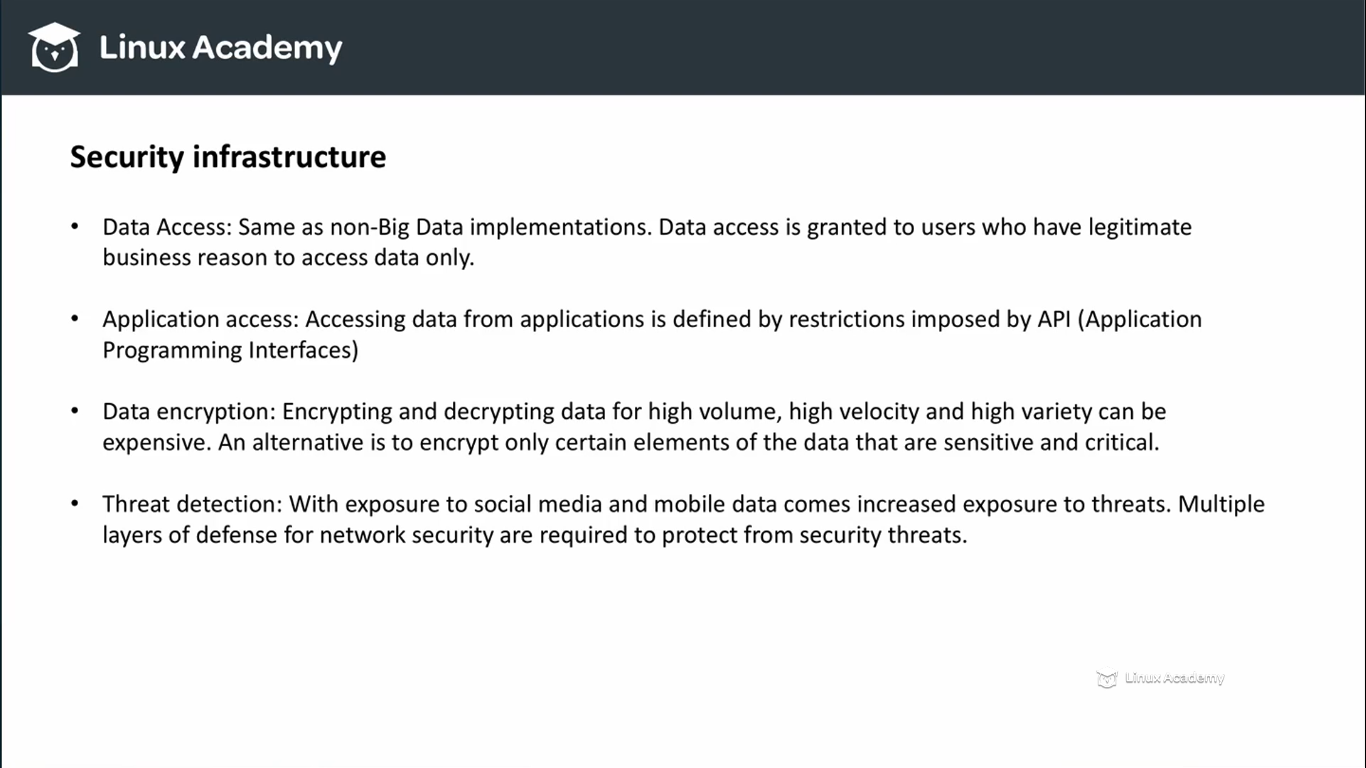 Linux Academy
Security infrastructure
• Data Access: Same as non-Big Data implementations. Data access is granted to users who have legitimate
business reason to access data only.
• Application access: Accessing data from applications is defined by restrictions imposed by API (Application
Programming Interfaces)
• Data encryption: Encrypting and decrypting data for high volume, high velocity and high variety can be
expensive. An alternative is to encrypt only certain elements of the data that are sensitive and critical.
• Threat detection: With exposure to social media and mobile data comes increased exposure to threats. Multiple
layers of defense for network security are required to protect from security threats.
Linux Academy